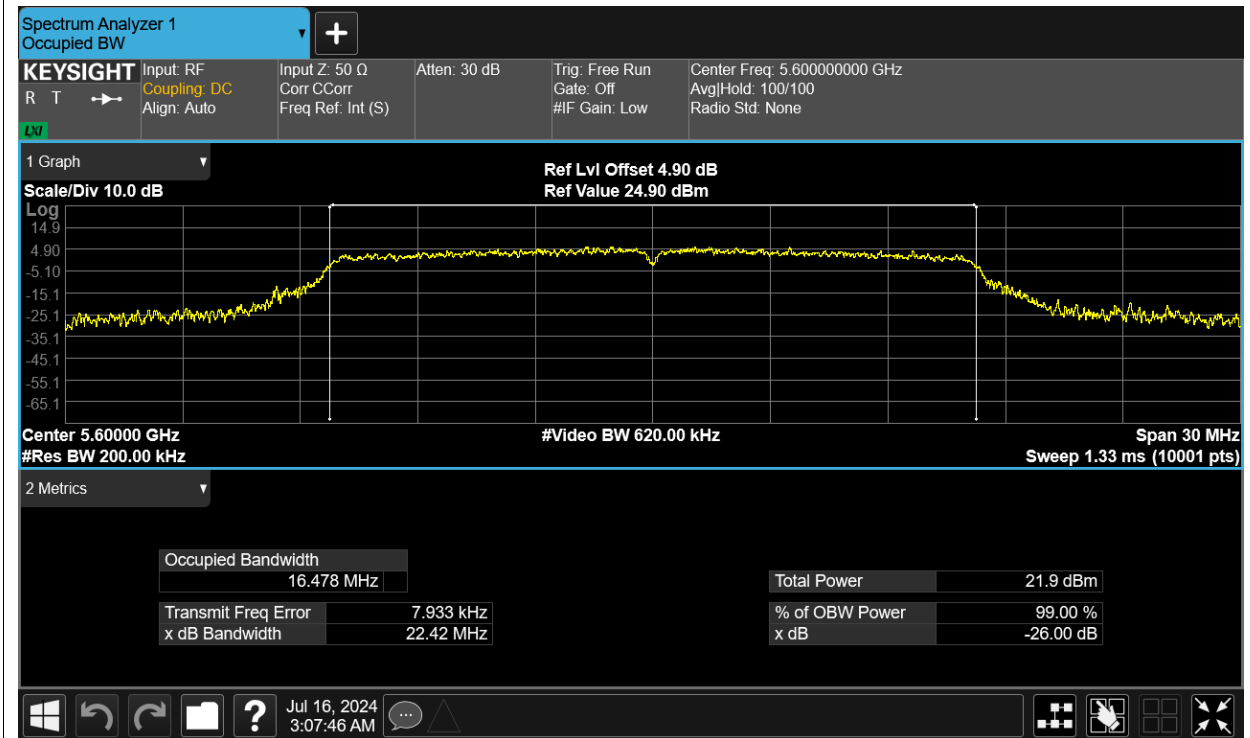 Spectrum Analyzer 1
Occupied BW
KEYSIGHT
R T
LXI
Input: RF
Coupling: DC
Align: Auto
Input Z: 50 Ω
Corr CCorr
Freq Ref: Int (S)
Atten: 30 dB
Trig: Free Run
Gate: Off
#IF Gain: Low
Center Freq: 5.600000000 GHz
Avg|Hold: 100/100
Radio Std: None
1 Graph
Scale/Div 10.0 dB
Ref Lvl Offset 4.90 dB
Ref Value 24.90 dBm
Log
14.9
4.90
-5.10
-15.1
-25.1
-35.1
-45.1
-55.1
-65.1
Center 5.60000 GHz
#Res BW 200.00 kHz
#Video BW 620.00 kHz
Span 30 MHz
Sweep 1.33 ms (10001 pts)
2 Metrics
Occupied Bandwidth
16.478 MHz
Transmit Freq Error 7.933 kHz
x dB Bandwidth 22.42 MHz
Total Power 21.9 dBm
% of OBW Power 99.00 %
x dB -26.00 dB
?
Jul 16, 2024
3:07:46 AM